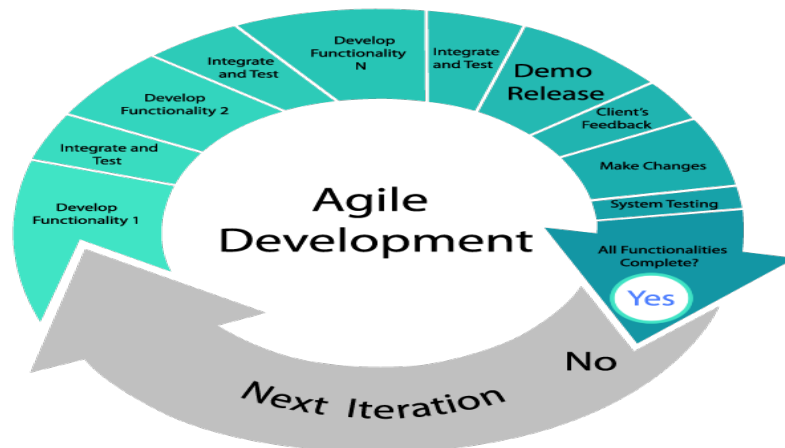 Develop
Functionality 1
Integrate and
Test
Develop
Functionality 2
Integrate
and Test
Develop
Functionality
N
Integrate
and Test
Demo
Release
Client's
Feedback
Make Changes
System Testing
All Functionalities
Complete?
Yes
No
Next Iteration
Agile
Development